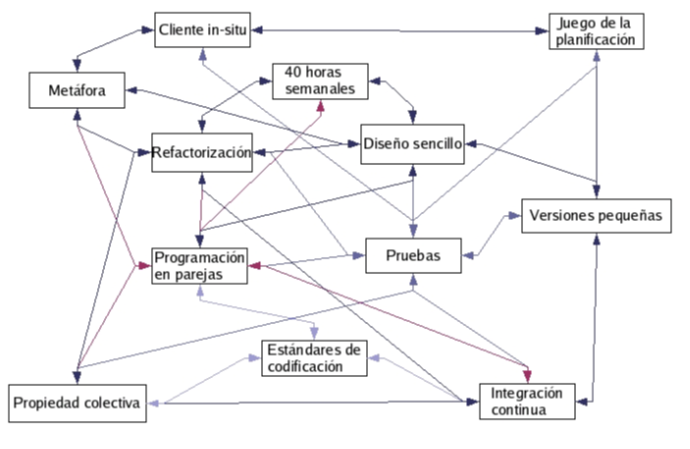 Cliente in-situ
Juego de la
planificación
Metáfora
40 horas
semanales
Refactorización
Diseño sencillo
Versiones pequeñas
Programación
en parejas
Pruebas
Estándares de
codificación
Propiedad colectiva
Integración
continua